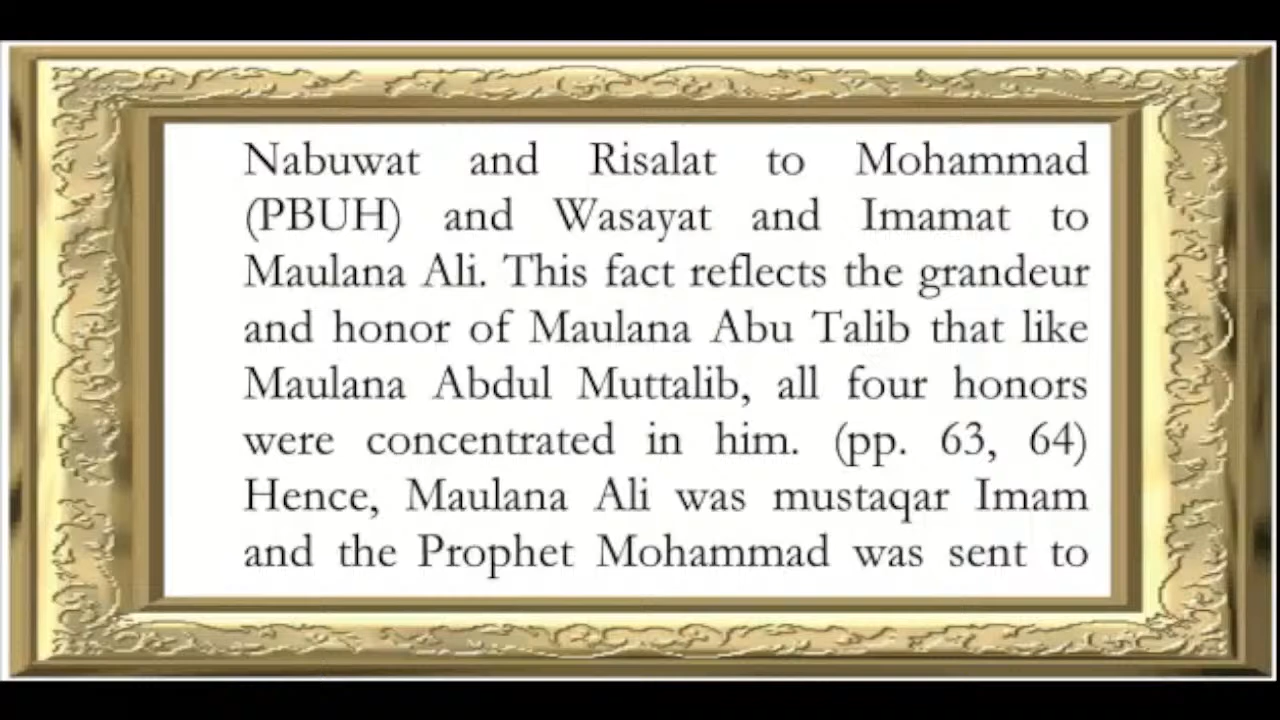 Nabuwat and Risalat to Mohammad
(PBUH) and Wasayat and Imamat to
Maulana Ali. This fact reflects the grandeur
and honor of Maulana Abu Talib that like
Maulana Abdul Muttalib, all four honors
were concentrated in him. (pp. 63, 64)
Hence, Maulana Ali was mustaqar Imam
and the Prophet Mohammad was sent to